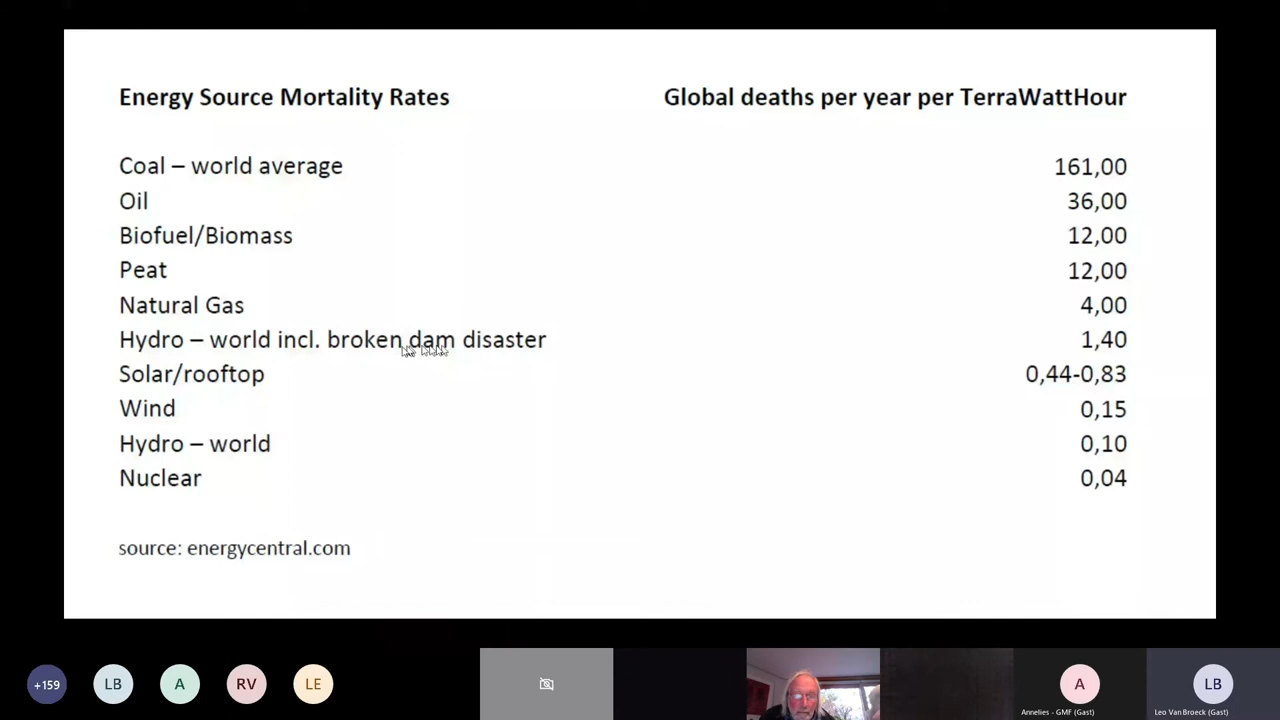 Energy Source Mortality Rates Global deaths per year per TerraWattHour
Coal – world average 161,00
Oil 36,00
Biofuel/Biomass 12,00
Peat 12,00
Natural Gas 4,00
Hydro – world incl. broken dam disaster 1,40
Solar/rooftop 0,44-0,83
Wind 0,15
Hydro – world 0,10
Nuclear 0,04
source: energycentral.com
+159 LB A RV LE A LB
Annelies - GMF (Gast) Leo Van Broeck (Gast)